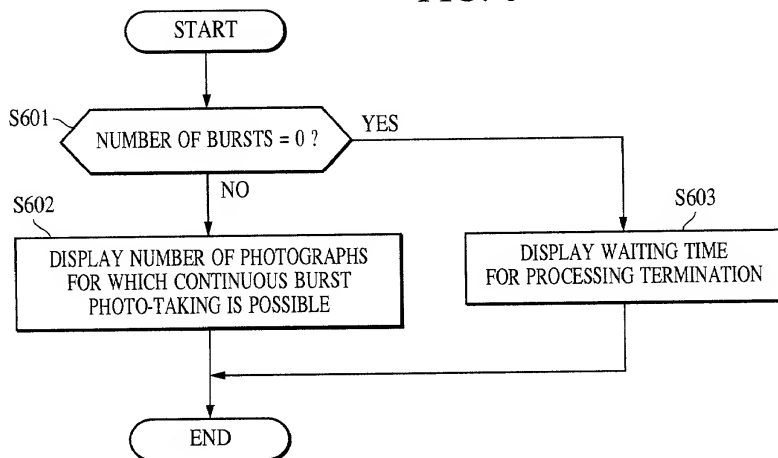 START
S601
NUMBER OF BURSTS = 0 ?
YES
NO
S602
DISPLAY NUMBER OF PHOTOGRAPHS
FOR WHICH CONTINUOUS BURST
PHOTO-TAKING IS POSSIBLE
S603
DISPLAY WAITING TIME
FOR PROCESSING TERMINATION
END